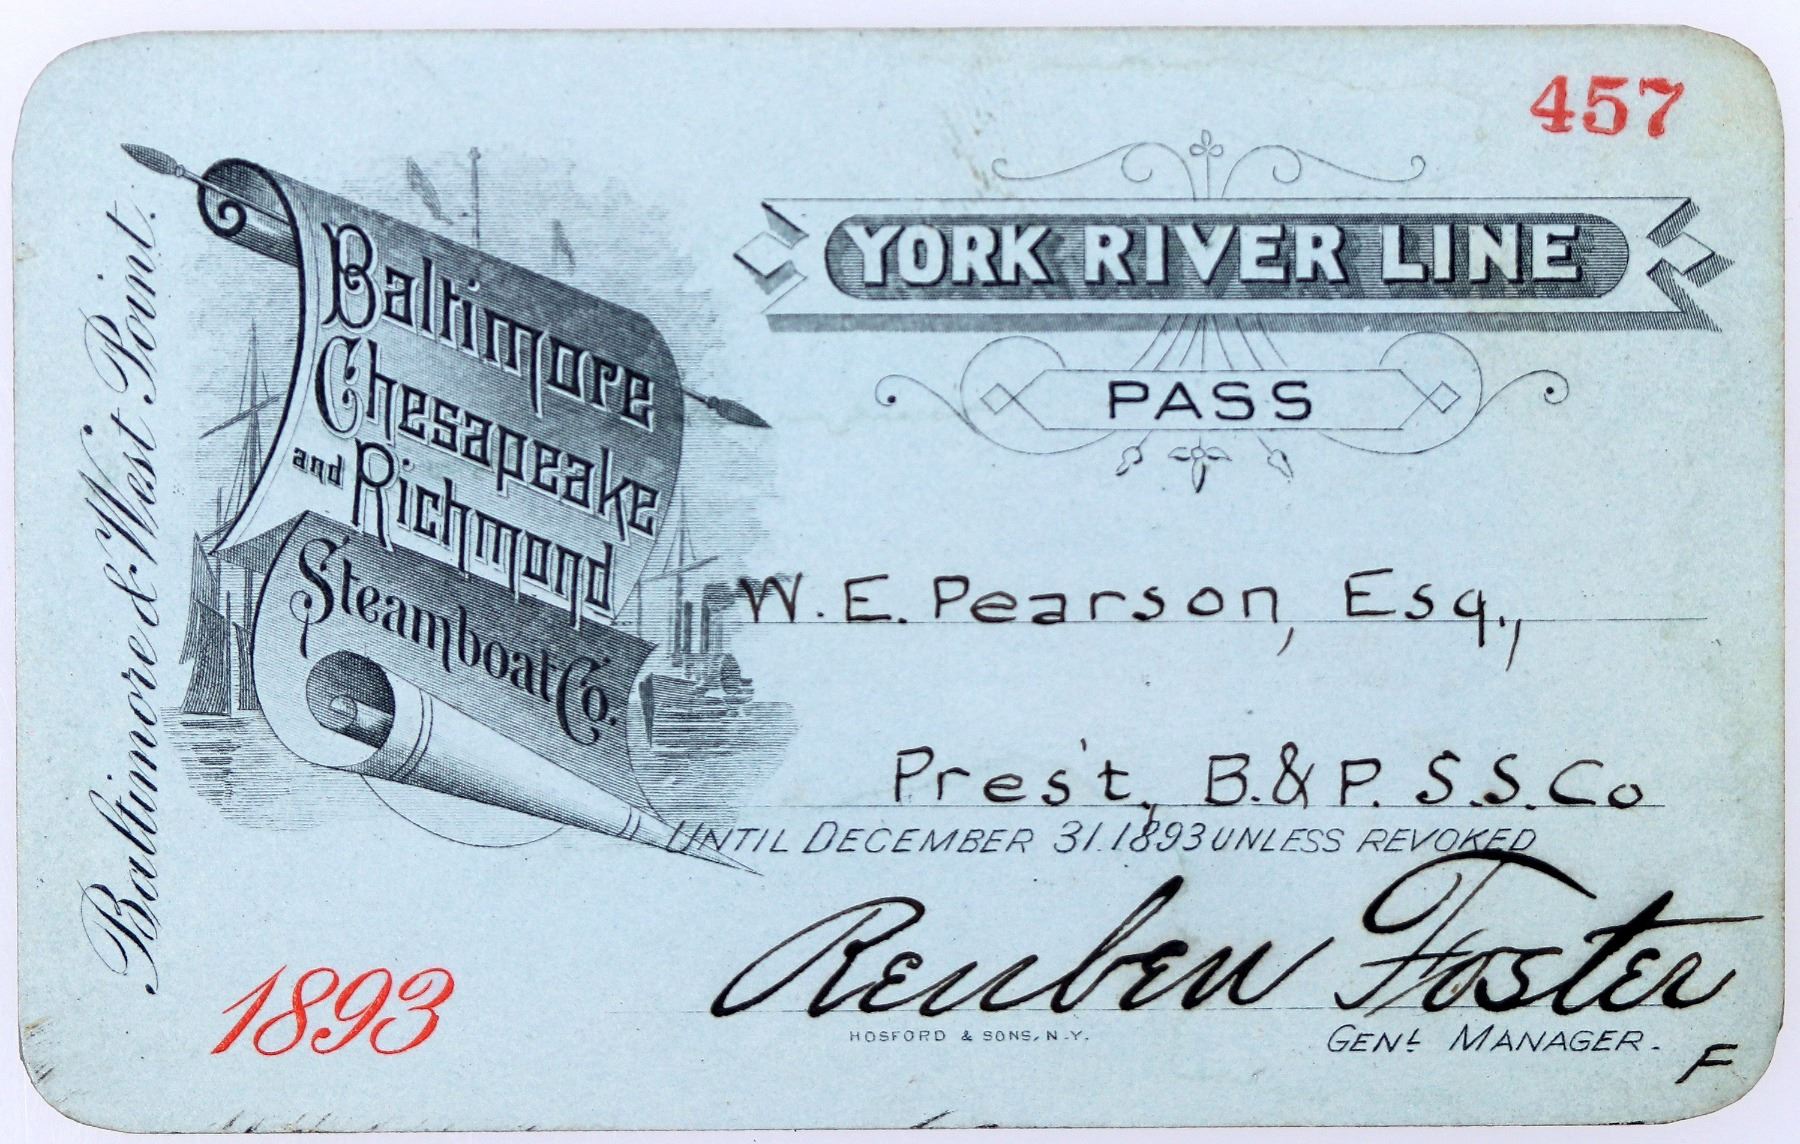 457
Baltimore & West Point.
Baltimore
Chesapeake
and Richmond
Steamboat Co.
YORK RIVER LINE
PASS
W. E. Pearson, Esq.,
Pres't, B. & P. S. S. Co
UNTIL DECEMBER 31. 1893 UNLESS REVOKED
Reuben Foster
HOSFORD & SONS, N.Y.
GENL MANAGER.
F
1893